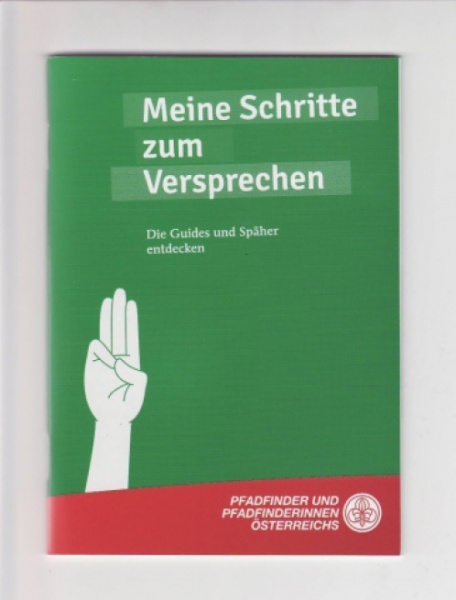 Meine Schritte
zum
Versprechen
Die Guides und Späher
entdecken
PFADFINDER UND
PFADFINDERINNEN
ÖSTERREICHS